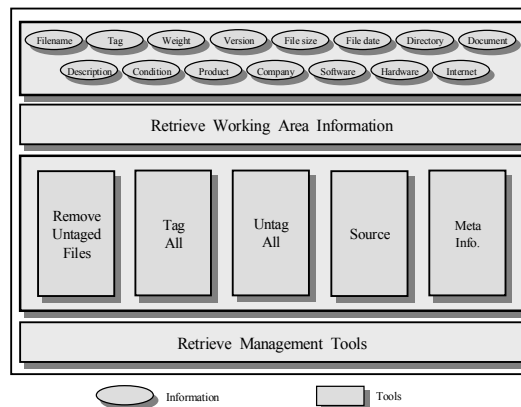 Filename Tag Weight Version File size File date Directory Document
Description Condition Product Company Software Hardware Internet
Retrieve Working Area Information
Remove
Untaged
Files
Tag
All
Untag
All
Source
Meta
Info.
Retrieve Management Tools
Information
Tools